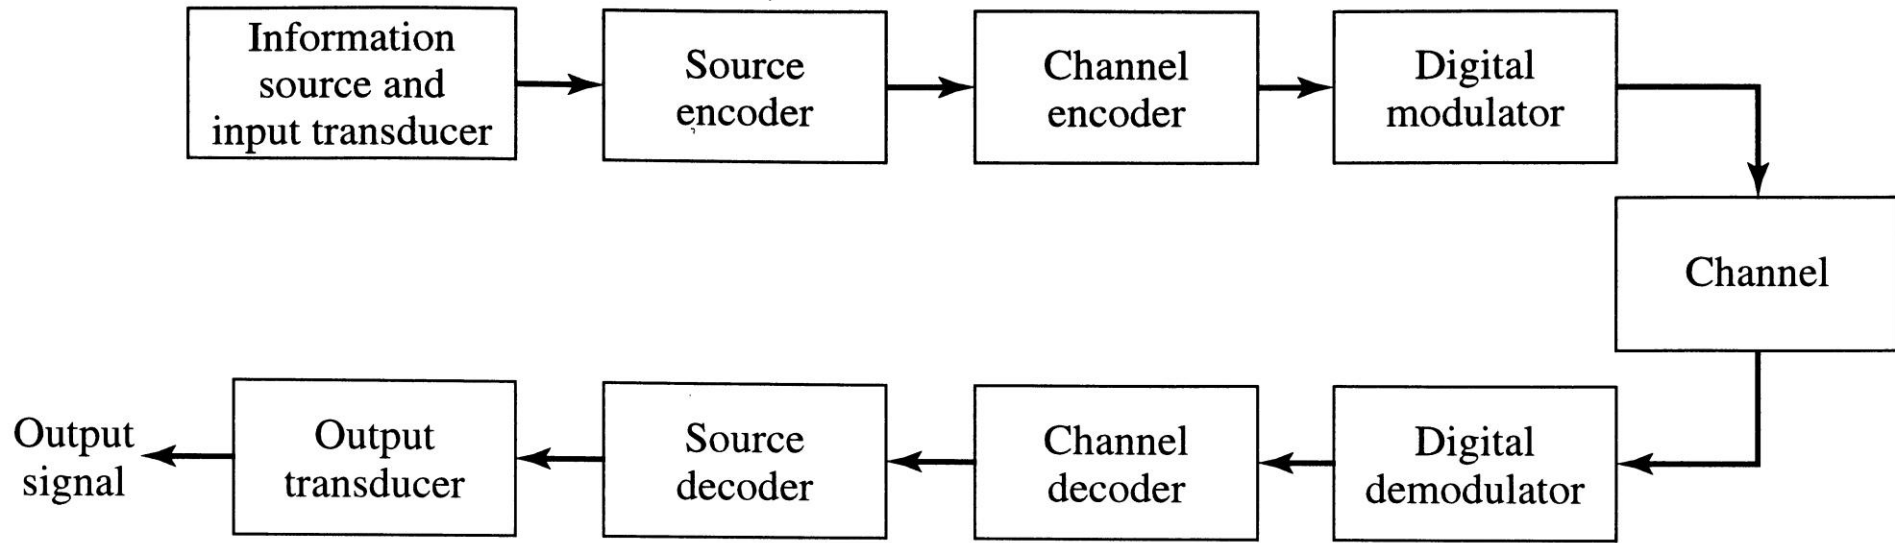 Information
source and
input transducer
Source
encoder
Channel
encoder
Digital
modulator
Channel
Output
signal
Output
transducer
Source
decoder
Channel
decoder
Digital
demodulator